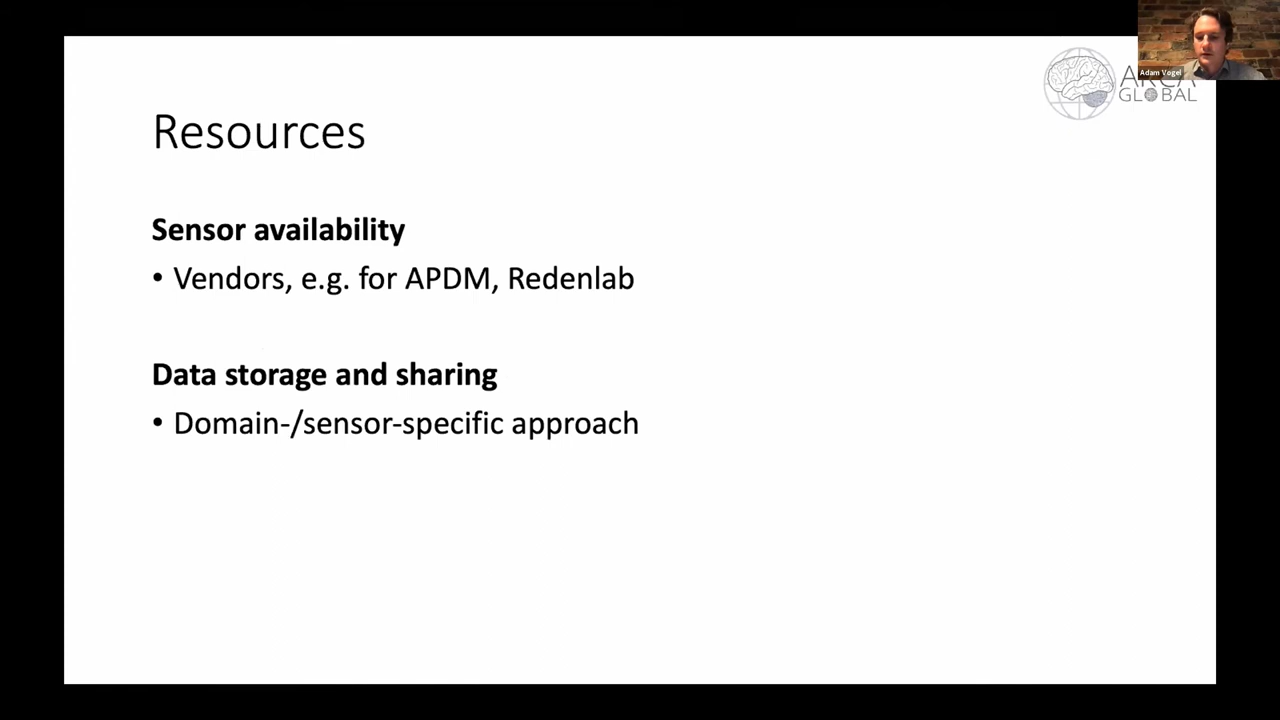 Adam Vogel
GLOBAL
Resources
Sensor availability
• Vendors, e.g. for APDM, Redenlab
Data storage and sharing
• Domain-/sensor-specific approach